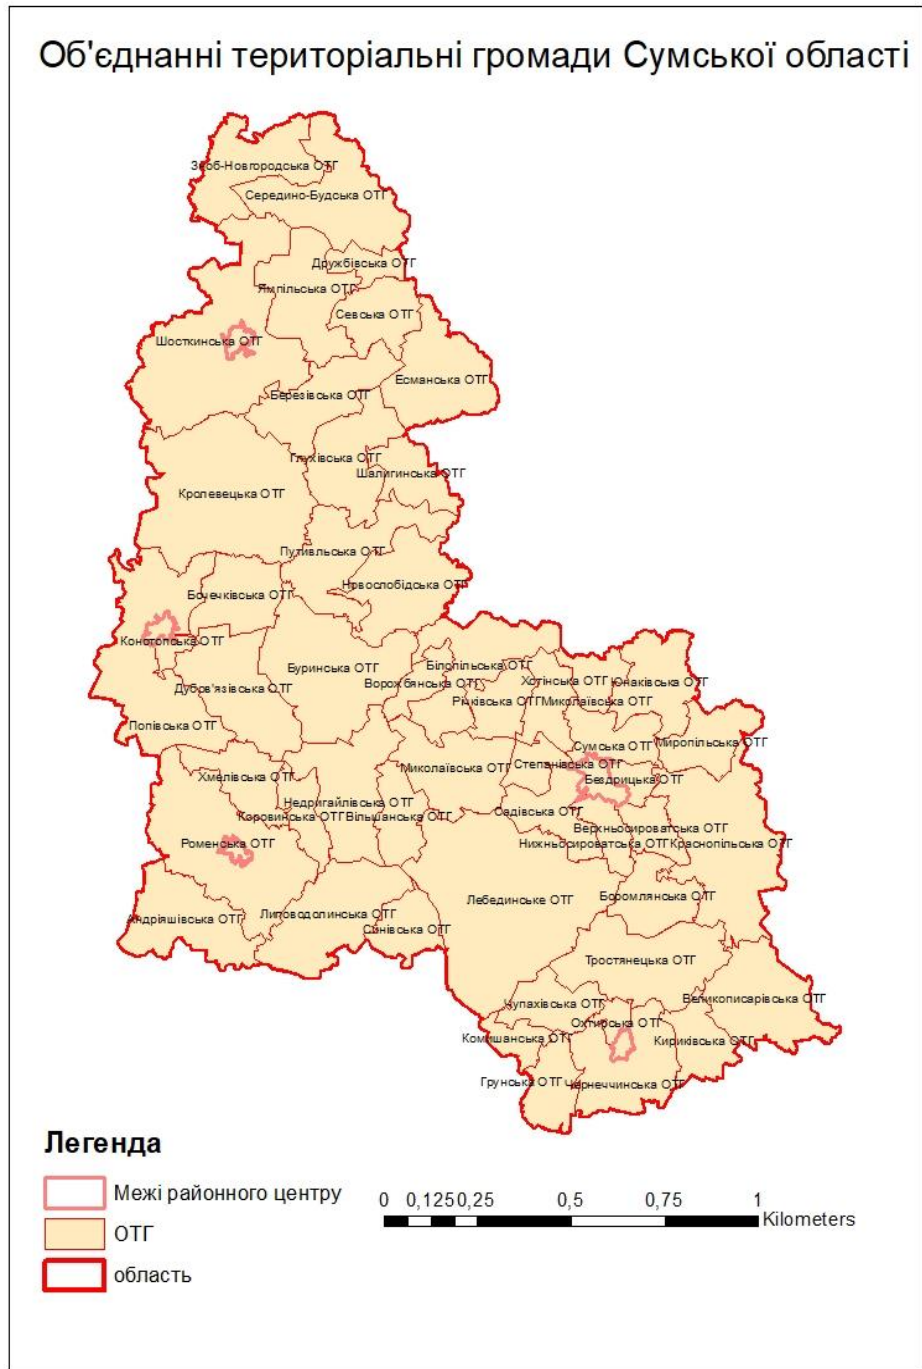 Об'єднанні територіальні громади Сумської області
Зноб-Новгородська ОТГ
Середино-Будська ОТГ
Дружбівська ОТГ
Ямпільська ОТГ
Севська ОТГ
Шосткинська ОТГ
Есманська ОТГ
Березівська ОТГ
Глухівська ОТГ
Шалигинська ОТГ
Кролевецька ОТГ
Путивльська ОТГ
Новослобідська ОТГ
Бочечківська ОТГ
Конотопська ОТГ
Буринська ОТГ
Білопільська ОТГ
Ворожбянська ОТГ
Хотінська ОТГ
Юнаківська ОТГ
Дубов'язівська ОТГ
Річківська ОТГ
Миколаївська ОТГ
Попівська ОТГ
Сумська ОТГ
Миропільська ОТГ
Степанівська ОТГ
Миколаївська ОТГ
Хмелівська ОТГ
Бездрицька ОТГ
Недригайлівська ОТГ
Садівська ОТГ
Коровинська ОТГ
Вільшанська ОТГ
Верхньосироватська ОТГ
Роменська ОТГ
Нижньосироватська ОТГ
Краснопільська ОТГ
Лебединське ОТГ
Боромлянська ОТГ
Андріяшівська ОТГ
Липоводолинська ОТГ
Синівська ОТГ
Тростянецька ОТГ
Чупахівська ОТГ
Великописарівська ОТГ
Охтирська ОТГ
Комишанська ОТГ
Кириківська ОТГ
Грунська ОТГ
Чернеччинська ОТГ
Легенда
Межі районного центру
ОТГ
область
0 0,125 0,25 0,5 0,75 1
Kilometers